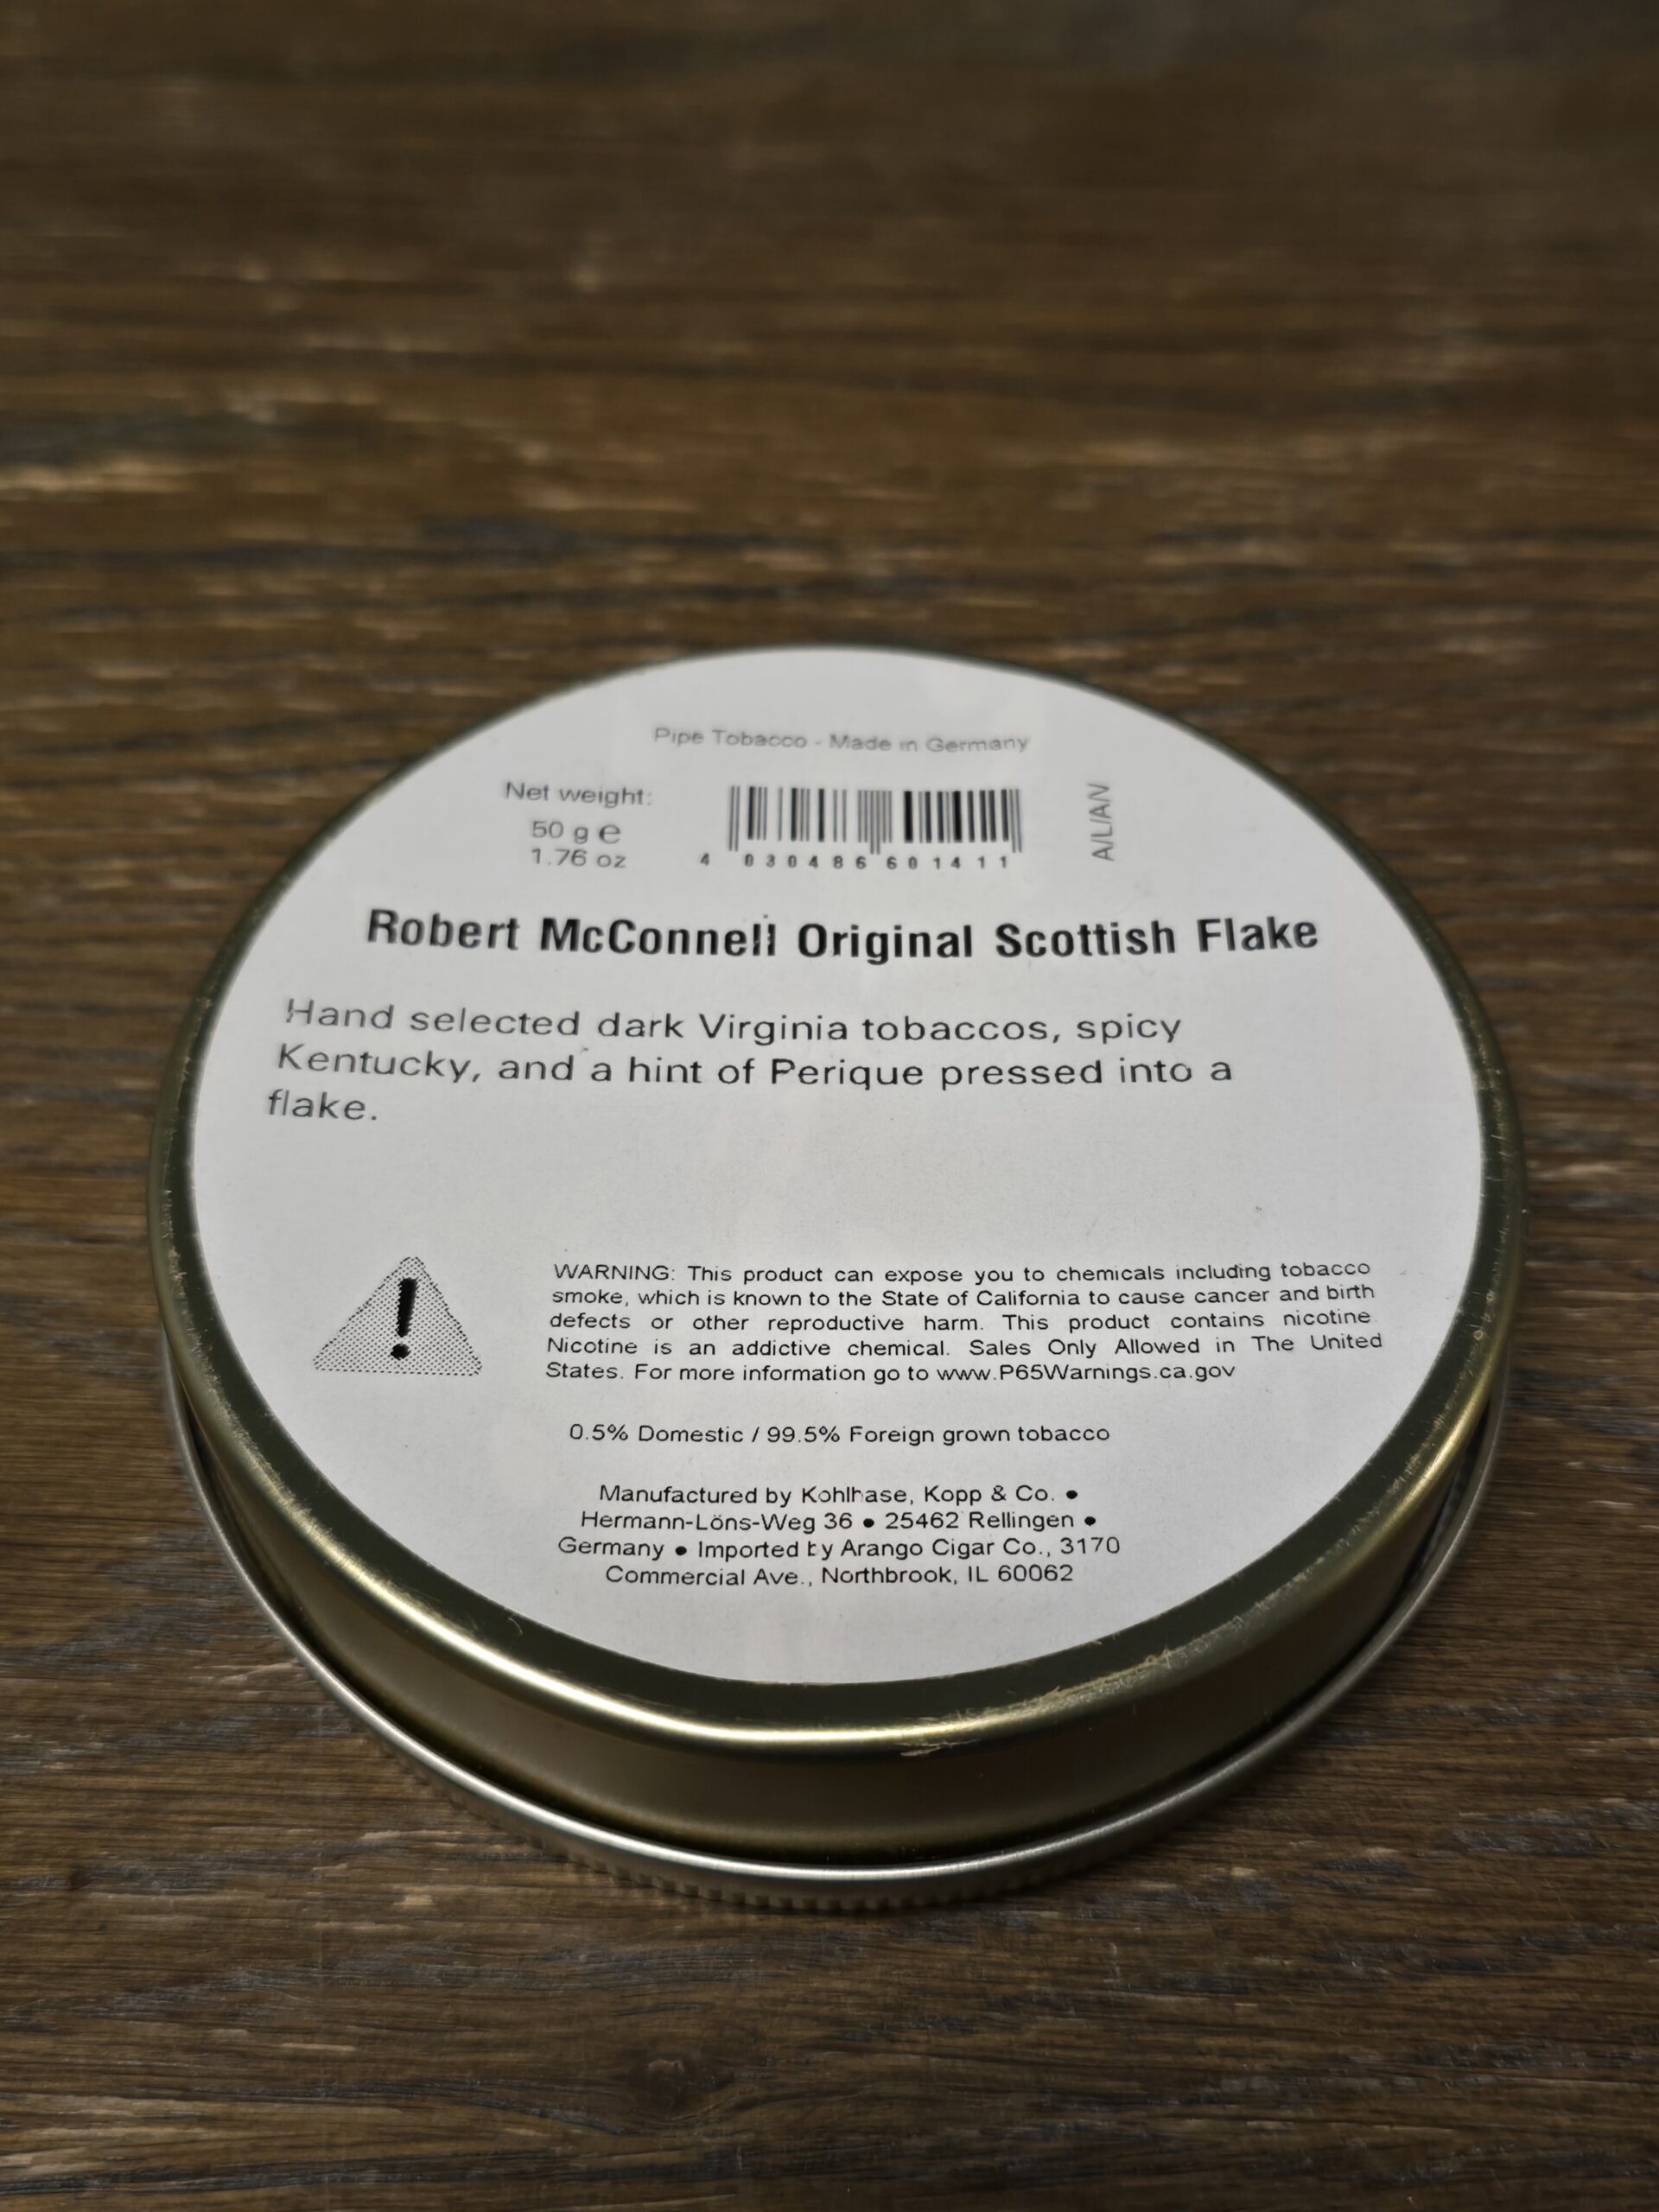 Pipe Tobacco - Made in Germany
Net weight:
50 g e
1.76 oz
4 030486 601411
A/L/A/V
Robert McConnell Original Scottish Flake
Hand selected dark Virginia tobaccos, spicy
Kentucky, and a hint of Perique pressed into a
flake.
WARNING: This product can expose you to chemicals including tobacco
smoke, which is known to the State of California to cause cancer and birth
defects or other reproductive harm. This product contains nicotine.
Nicotine is an addictive chemical. Sales Only Allowed in The United
States. For more information go to www.P65Warnings.ca.gov
0.5% Domestic / 99.5% Foreign grown tobacco
Manufactured by Kohlhase, Kopp & Co. •
Hermann-Löns-Weg 36 • 25462 Rellingen •
Germany • Imported by Arango Cigar Co., 3170
Commercial Ave., Northbrook, IL 60062